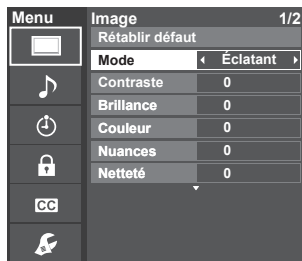 Menu
Image 1/2
Rétablir défaut
Mode Éclatant
Contraste 0
Brillance 0
Couleur 0
Nuances 0
Netteté 0
CC